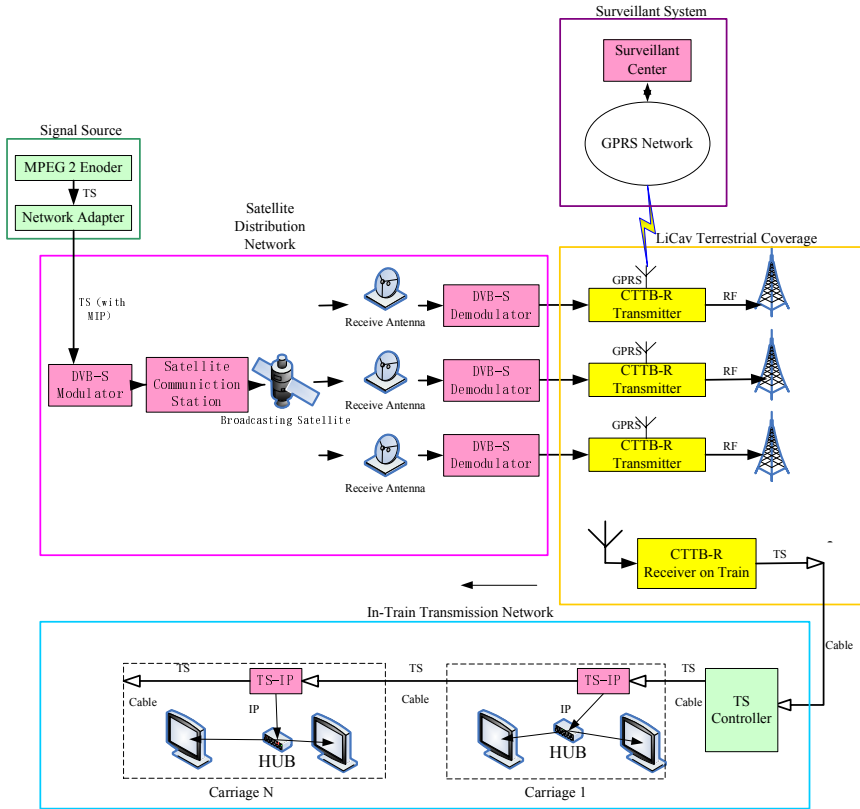 Surveillant System
Surveillant
Center
GPRS Network
Signal Source
MPEG 2 Enoder
TS
Network Adapter
TS (with
MIP)
Satellite
Distribution
Network
LiCav Terrestrial Coverage
DVB-S
Modulator
Satellite
Communiction
Station
Broadcasting Satellite
Receive Antenna
DVB-S
Demodulator
GPRS
CTTB-R
Transmitter
RF
Receive Antenna
DVB-S
Demodulator
GPRS
CTTB-R
Transmitter
RF
Receive Antenna
DVB-S
Demodulator
GPRS
CTTB-R
Transmitter
RF
CTTB-R
Receiver on Train
TS
Cable
In-Train Transmission Network
TS
Cable
TS-IP
IP
HUB
Carriage N
TS
Cable
TS-IP
IP
HUB
Carriage 1
TS
Cable
TS
Controller